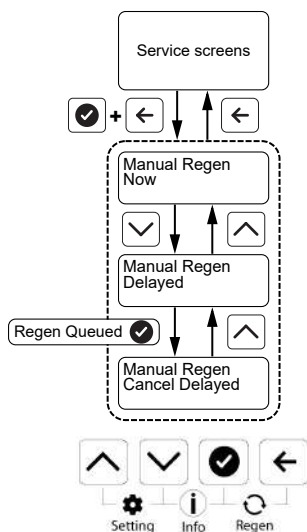 Service screens
+
Manual Regen
Now
Manual Regen
Delayed
Regen Queued
Manual Regen
Cancel Delayed
Setting Info Regen